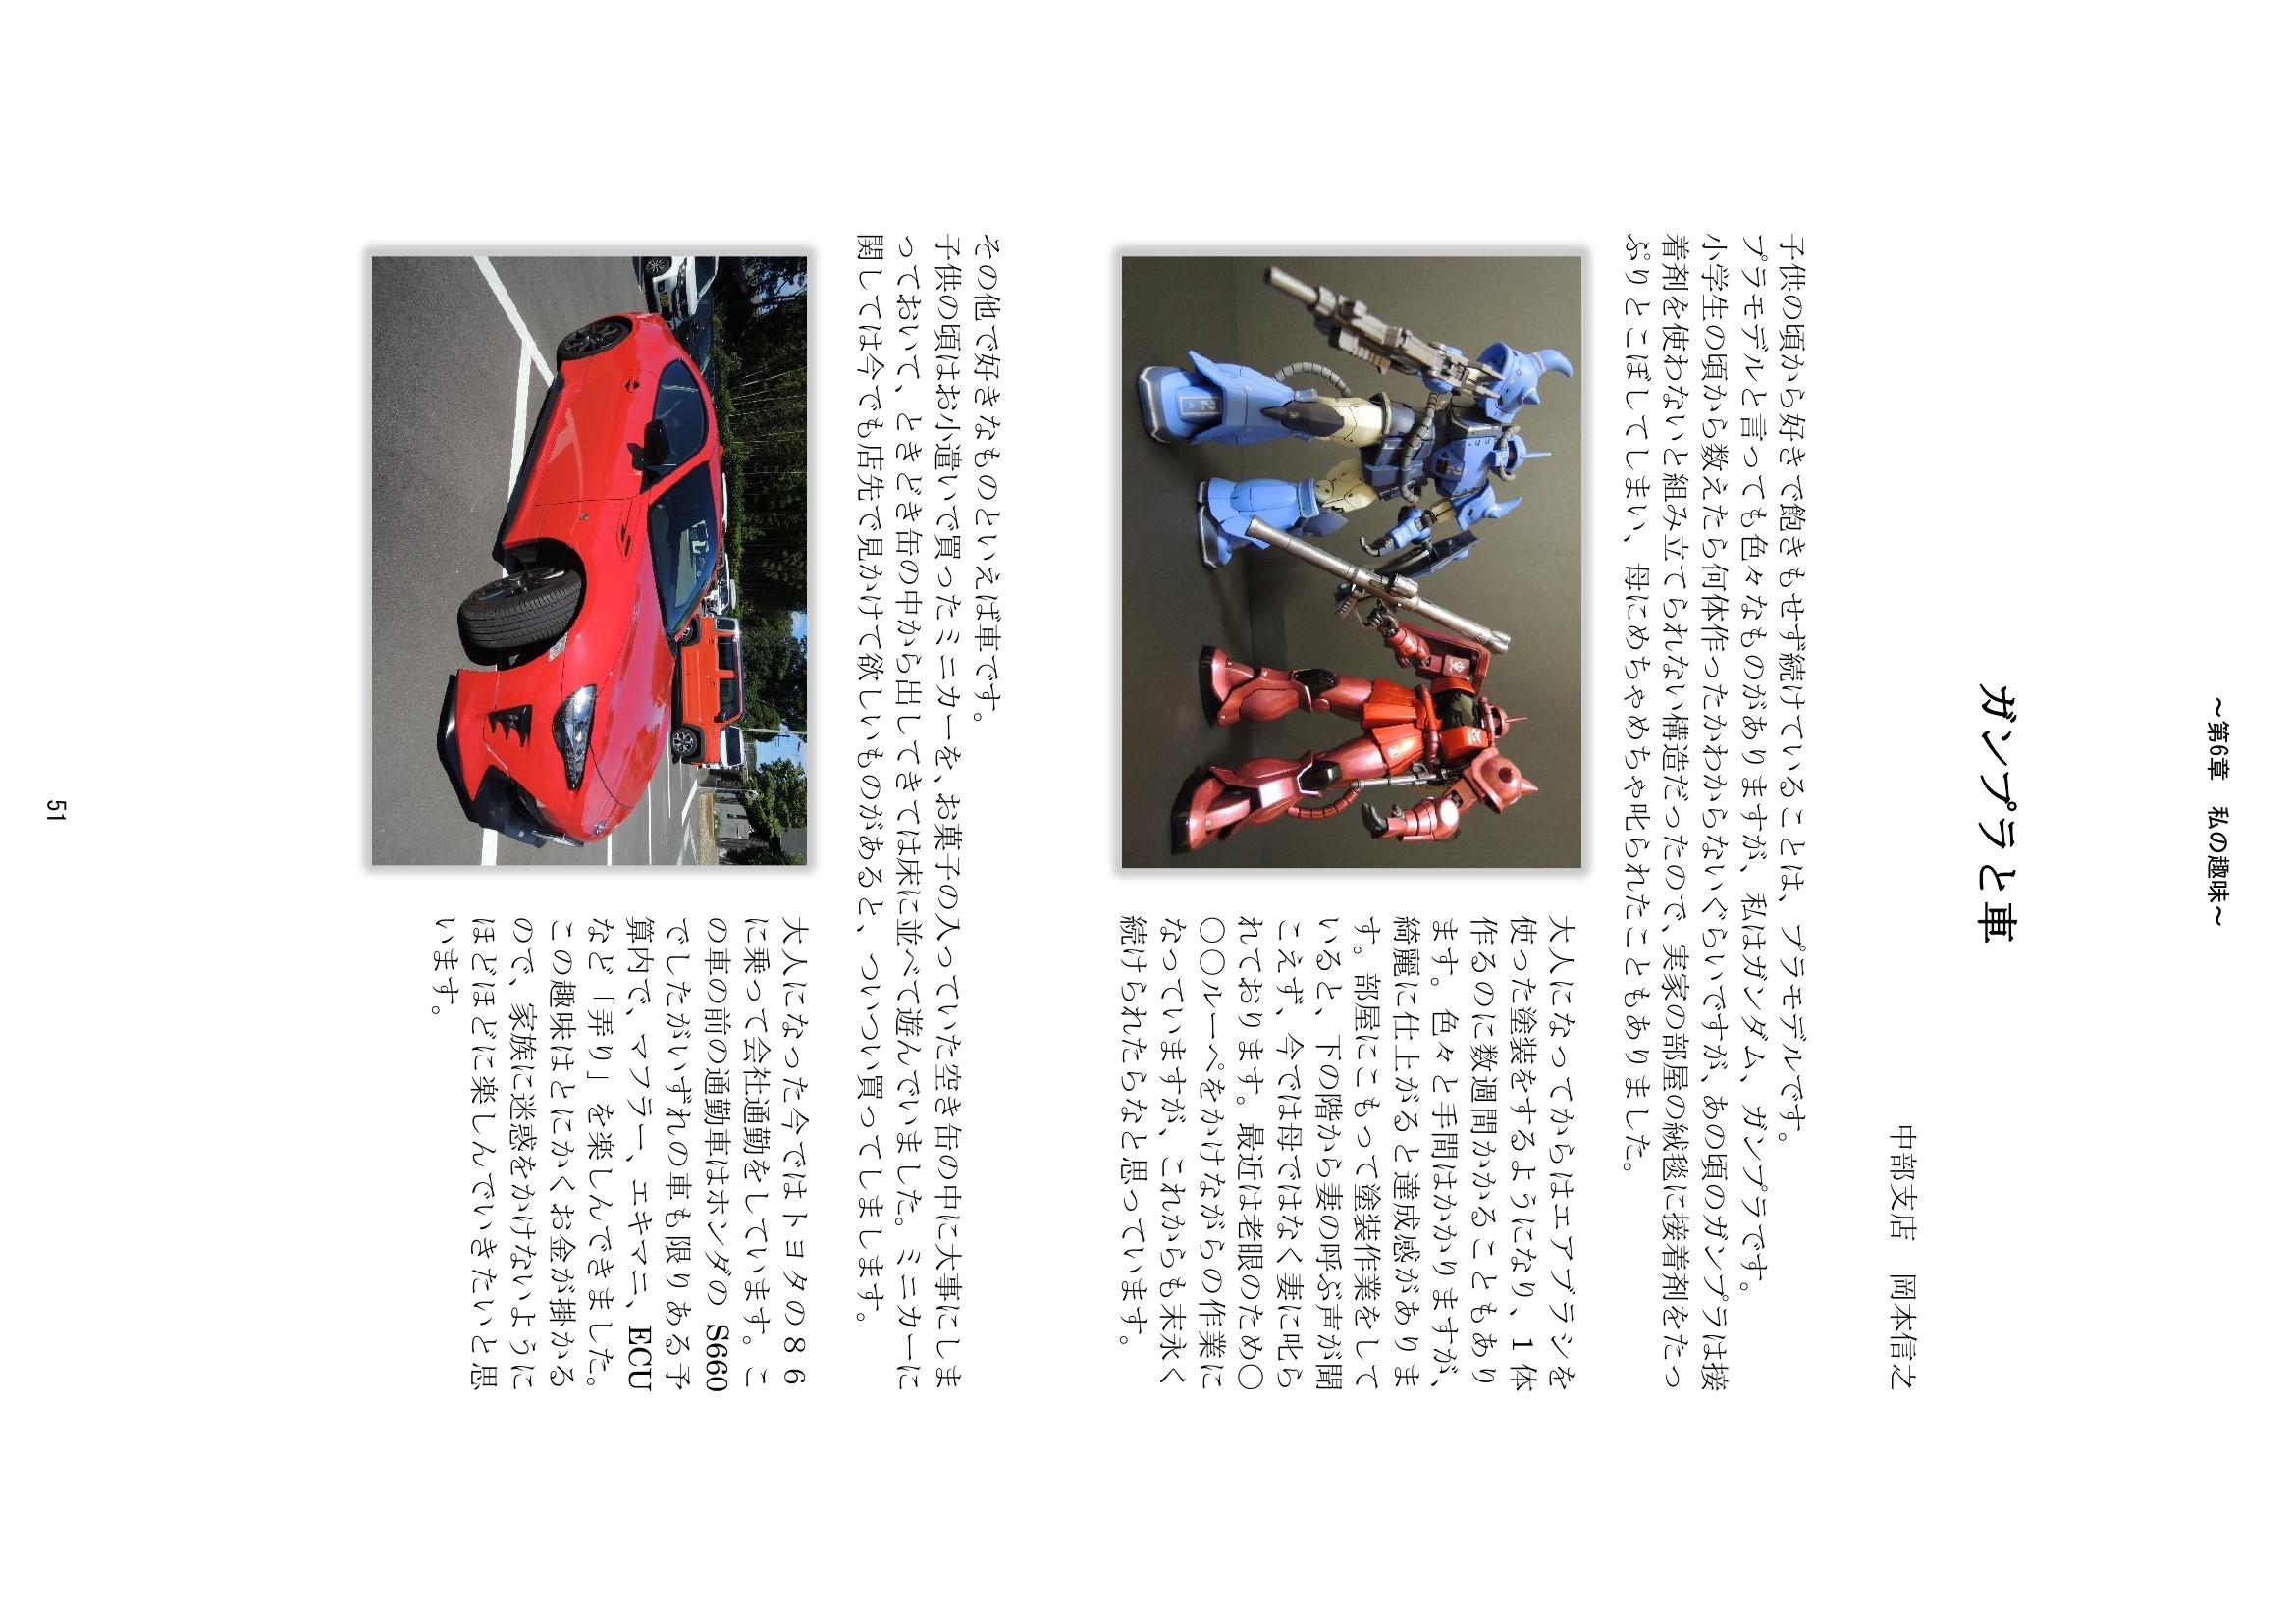 ～第6章　私の趣味～
ガンプラと車
中部支店　岡本信之
子供の頃から好きで飽きもせず続けていることは、プラモデルです。
プラモデルと言っても色々なものがありますが、私はガンダム、ガンプラです。
小学生の頃から数えたら何体作ったかわからないぐらいですが、あの頃のガンプラは接
着剤を使わないと組み立てられない構造だったので、実家の部屋の絨毯に接着剤をたっ
ぷりとこぼしてしまい、母にめちゃめちゃ叱られたこともありました。
大人になってからはエアブラシを
使った塗装をするようになり、1 体
作るのに数週間かかることもあり
ます。色々と手間はかかりますが、
綺麗に仕上がると達成感がありま
す。部屋にこもって塗装作業をして
いると、下の階から妻の呼ぶ声が聞
こえず、今では母ではなく妻に叱ら
れております。最近は老眼のため〇
〇〇ルーペをかけながらの作業に
なっていますが、これからも末永く
続けられたらなと思っています。
その他で好きなものといえば車です。
子供の頃はお小遣いで買ったミニカーを、お菓子の入っていた空き缶の中に大事にしま
っておいて、ときどき缶の中から出してきては床に並べて遊んでいました。ミニカーに
関しては今でも店先で見かけて欲しいものがあると、ついつい買ってしまします。
大人になった今ではトヨタの８６
に乗って会社通勤をしています。こ
の車の前の通勤車はホンダの S660
でしたがいずれの車も限りある予
算内で、マフラー、エキマニ、ECU
など「弄り」を楽しんできました。
この趣味はとにかくお金が掛かる
ので、家族に迷惑をかけないように
ほどほどに楽しんでいきたいと思
います。
51